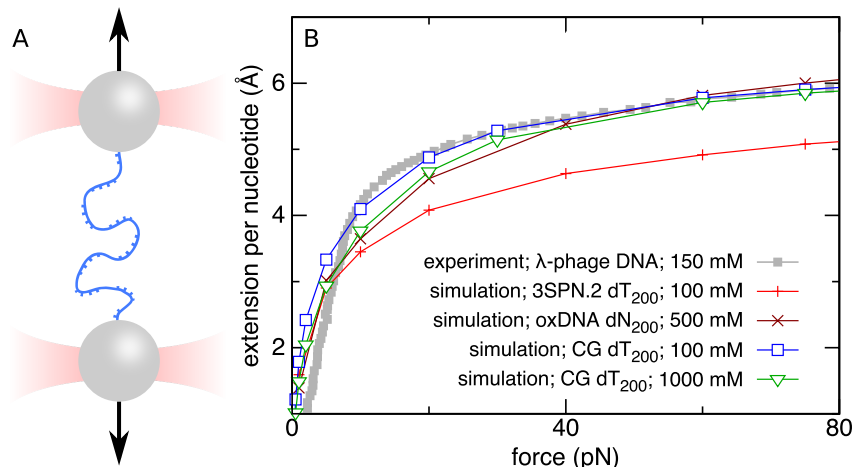 A
B
extension per nucleotide (Å)
6
4
2
experiment; λ-phage DNA; 150 mM
simulation; 3SPN.2 dT₂₀₀; 100 mM
simulation; oxDNA dN₂₀₀; 500 mM
simulation; CG dT₂₀₀; 100 mM
simulation; CG dT₂₀₀; 1000 mM
0 40 80
force (pN)